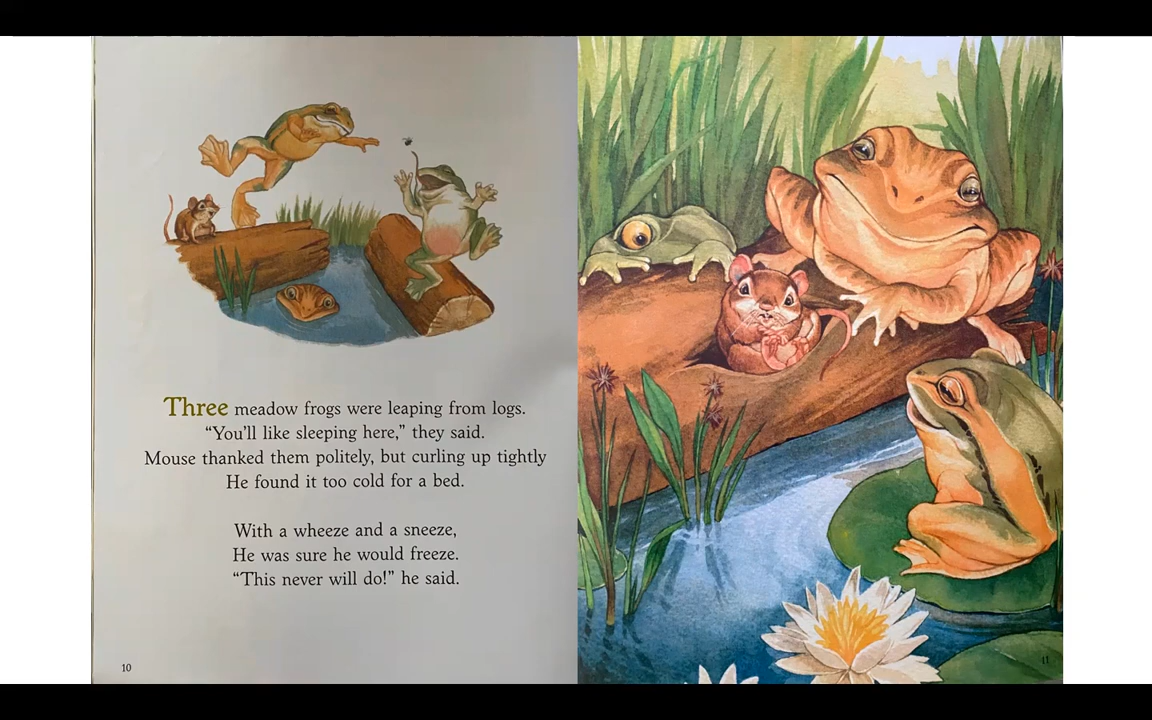 Three meadow frogs were leaping from logs.
“You’ll like sleeping here,” they said.
Mouse thanked them politely, but curling up tightly
He found it too cold for a bed.
With a wheeze and a sneeze,
He was sure he would freeze.
“This never will do!” he said.
10
11